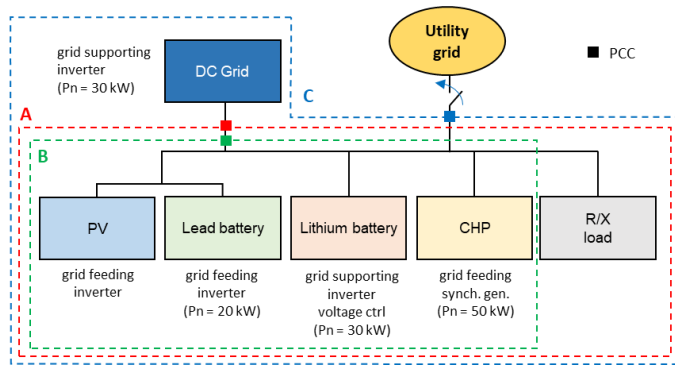 grid supporting
inverter
(Pn = 30 kW)
DC Grid
Utility
grid
PCC
C
A
B
PV
Lead battery
Lithium battery
CHP
R/X
load
grid feeding
inverter
grid feeding
inverter
(Pn = 20 kW)
grid supporting
inverter
voltage ctrl
(Pn = 30 kW)
grid feeding
synch. gen.
(Pn = 50 kW)